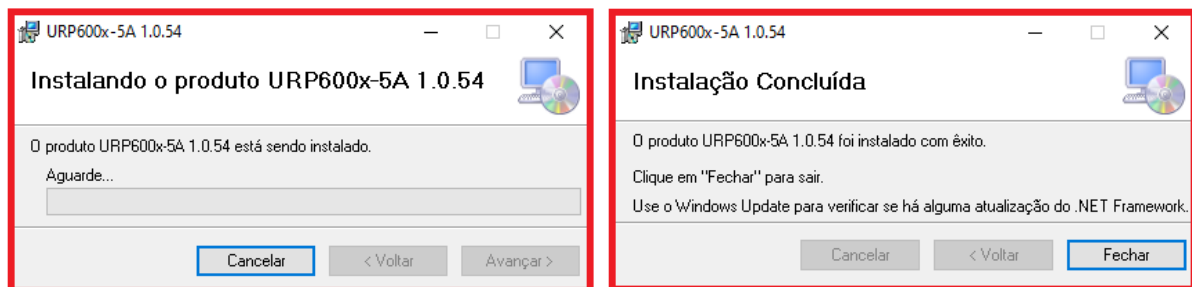 URP600x-5A 1.0.54
Instalando o produto URP600x-5A 1.0.54
O produto URP600x-5A 1.0.54 está sendo instalado.
Aguarde...
Cancelar
< Voltar
Avançar >
URP600x-5A 1.0.54
Instalação Concluída
O produto URP600x-5A 1.0.54 foi instalado com êxito.
Clique em "Fechar" para sair.
Use o Windows Update para verificar se há alguma atualização do .NET Framework.
Cancelar
< Voltar
Fechar